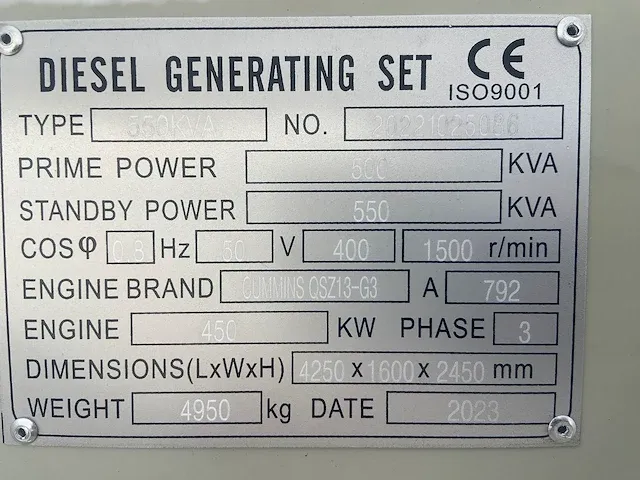 DIESEL GENERATING SET CE
ISO9001
TYPE 550KVA NO.
PRIME POWER 500 KVA
STANDBY POWER 550 KVA
COSφ 0.8 Hz 50 V 400 1500 r/min
ENGINE BRAND CUMMINS QSZ13-G3 A 792
ENGINE 450 KW PHASE 3
DIMENSIONS(LxWxH) 4250 x 1600 x 2450 mm
WEIGHT 4950 kg DATE 2023